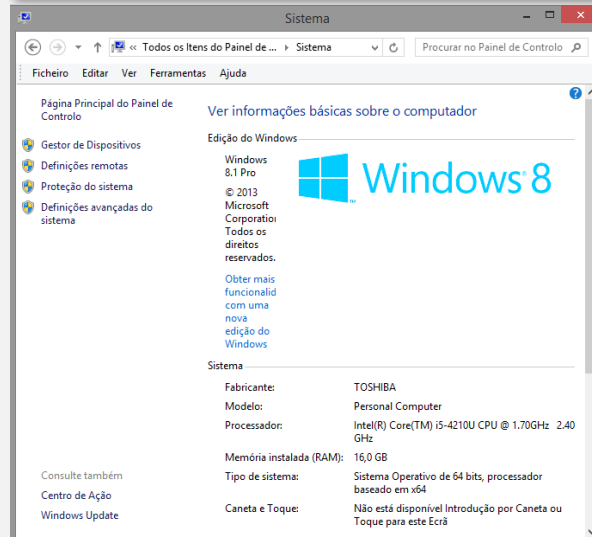 Sistema
« Todos os Itens do Painel de ... ▸ Sistema
Procurar no Painel de Controlo
Ficheiro Editar Ver Ferramentas Ajuda
Página Principal do Painel de
Controlo
Gestor de Dispositivos
Definições remotas
Proteção do sistema
Definições avançadas do
sistema
Consulte também
Centro de Ação
Windows Update
Ver informações básicas sobre o computador
Edição do Windows
Windows
8.1 Pro
© 2013
Microsoft
Corporation
Todos os
direitos
reservados.
Obter mais
funcionalid
com uma
nova
edição do
Windows
Windows 8
Sistema
Fabricante: TOSHIBA
Modelo: Personal Computer
Processador: Intel(R) Core(TM) i5-4210U CPU @ 1.70GHz 2.40
GHz
Memória instalada (RAM): 16,0 GB
Tipo de sistema: Sistema Operativo de 64 bits, processador
baseado em x64
Caneta e Toque: Não está disponível Introdução por Caneta ou
Toque para este Ecrã